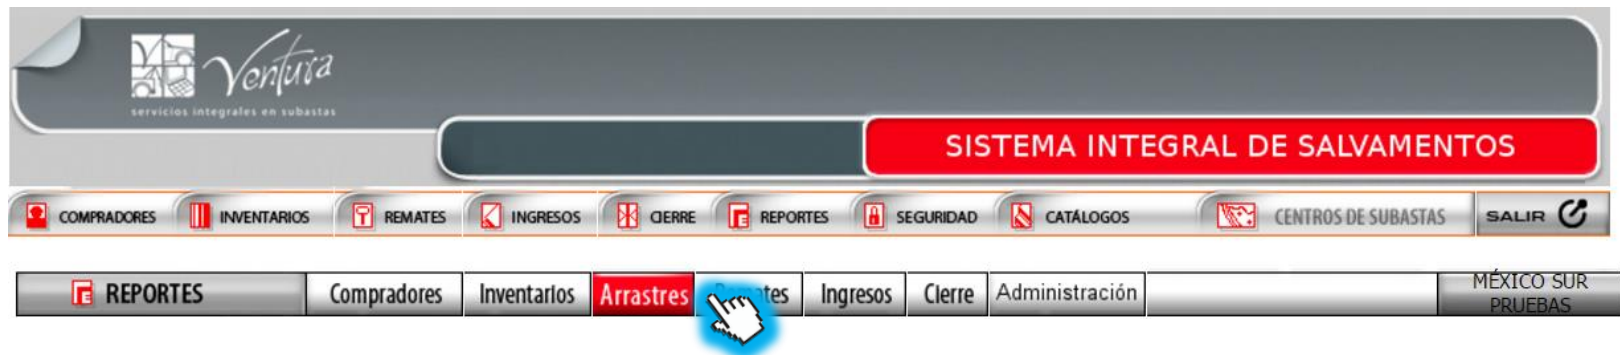 Ventura
servicios integrales en subastas
SISTEMA INTEGRAL DE SALVAMENTOS
COMPRADORES INVENTARIOS REMATES INGRESOS CIERRE REPORTES SEGURIDAD CATÁLOGOS CENTROS DE SUBASTAS SALIR
REPORTES Compradores Inventarios Arrastres Ingresos Cierre Administración MÉXICO SUR
PRUEBAS